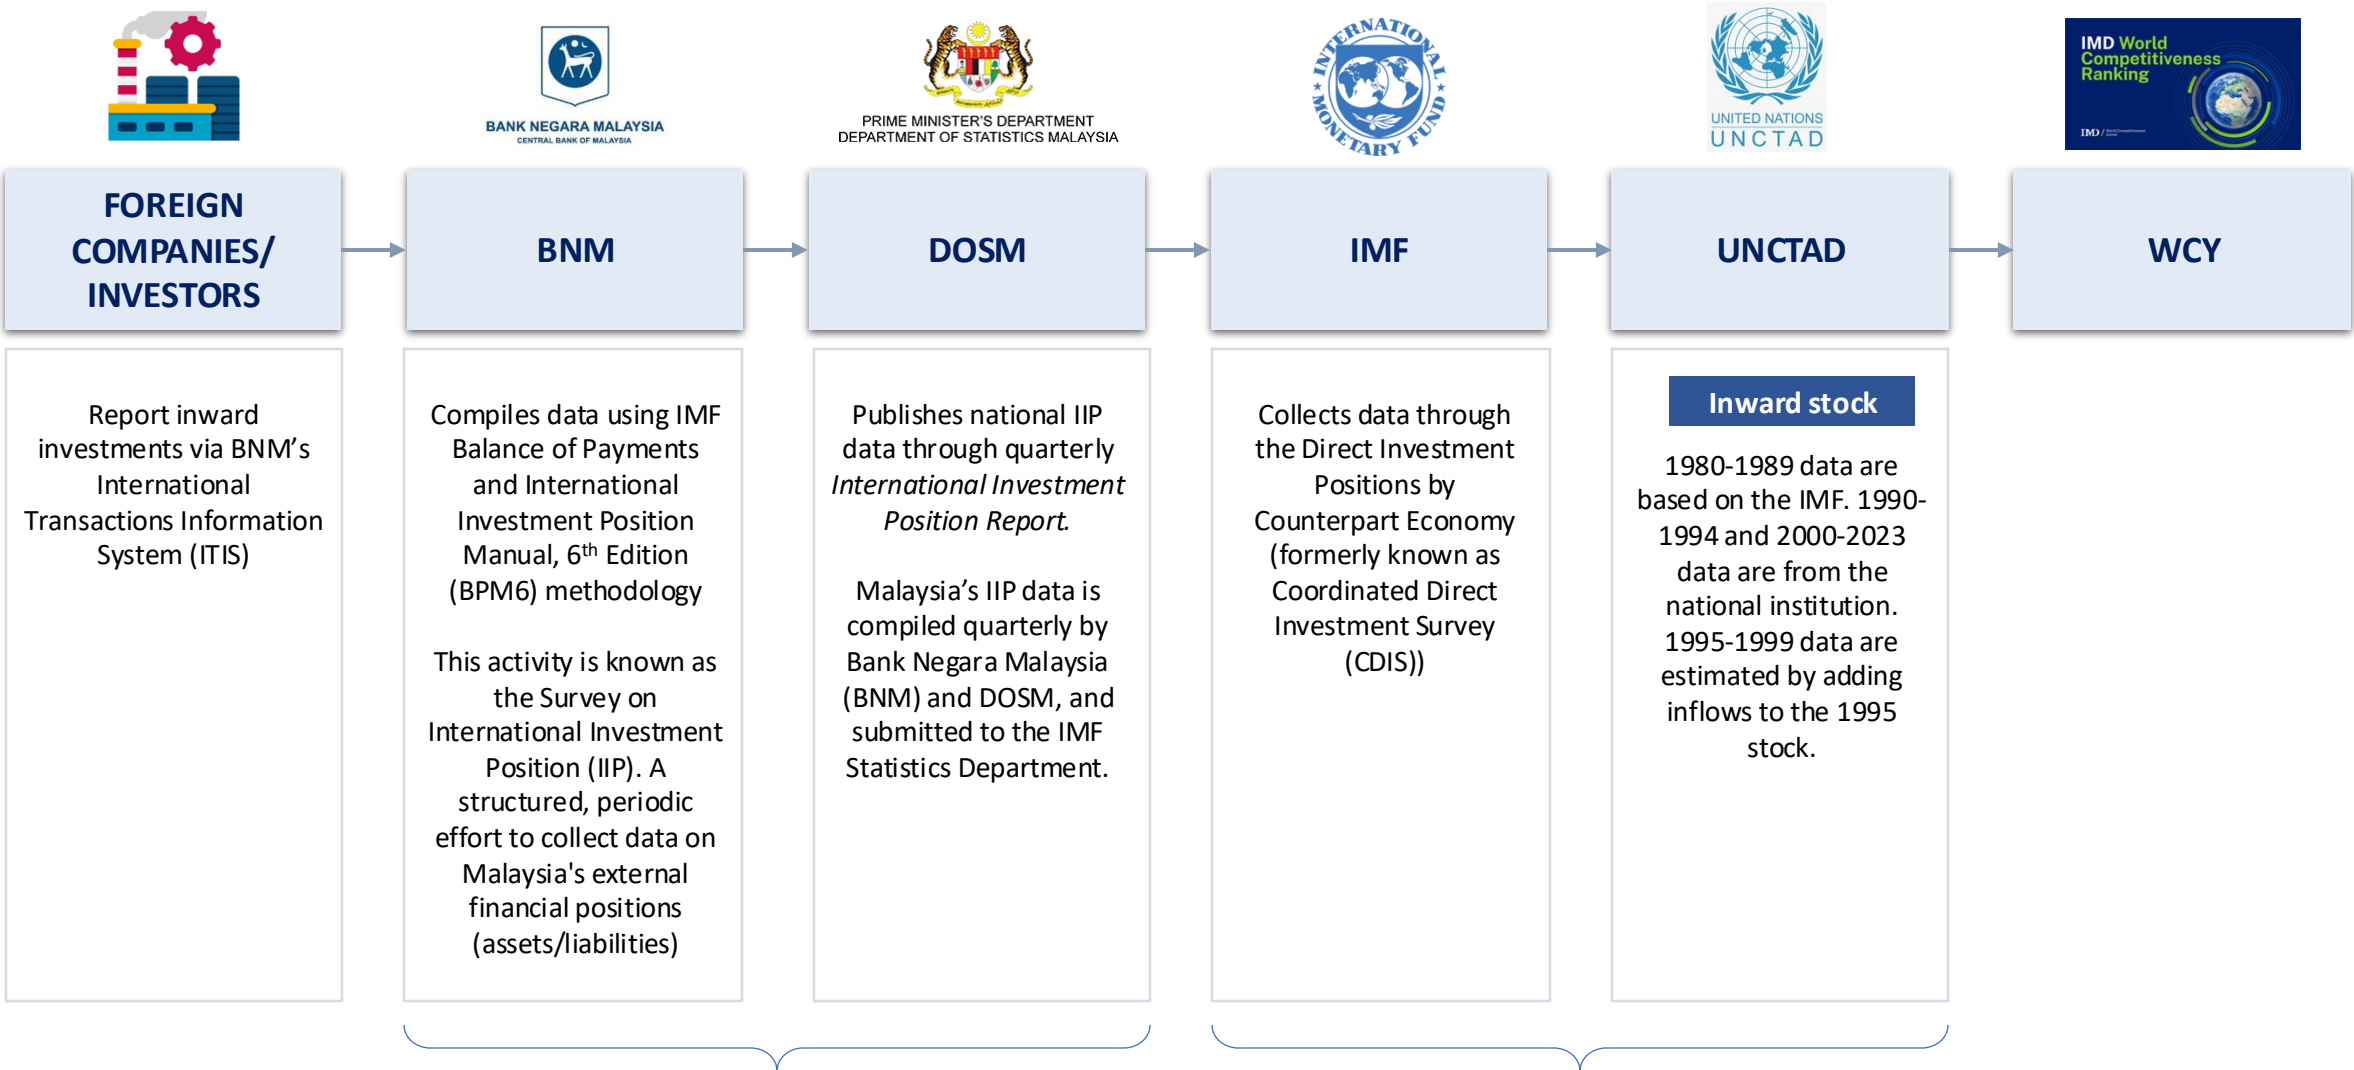 BANK NEGARA MALAYSIA
CENTRAL BANK OF MALAYSIA
PRIME MINISTER'S DEPARTMENT
DEPARTMENT OF STATISTICS MALAYSIA
INTERNATIONAL MONETARY FUND
UNITED NATIONS
UNCTAD
IMD World
Competitiveness
Ranking
IMD
FOREIGN
COMPANIES/
INVESTORS
BNM
DOSM
IMF
UNCTAD
WCY
Report inward
investments via BNM's
International
Transactions Information
System (ITIS)
Compiles data using IMF
Balance of Payments
and International
Investment Position
Manual, 6th Edition
(BPM6) methodology
This activity is known as
the Survey on
International Investment
Position (IIP). A
structured, periodic
effort to collect data on
Malaysia's external
financial positions
(assets/liabilities)
Publishes national IIP
data through quarterly
International Investment
Position Report.
Malaysia's IIP data is
compiled quarterly by
Bank Negara Malaysia
(BNM) and DOSM, and
submitted to the IMF
Statistics Department.
Collects data through
the Direct Investment
Positions by
Counterpart Economy
(formerly known as
Coordinated Direct
Investment Survey
(CDIS))
Inward stock
1980-1989 data are
based on the IMF. 1990-
1994 and 2000-2023
data are from the
national institution.
1995-1999 data are
estimated by adding
inflows to the 1995
stock.